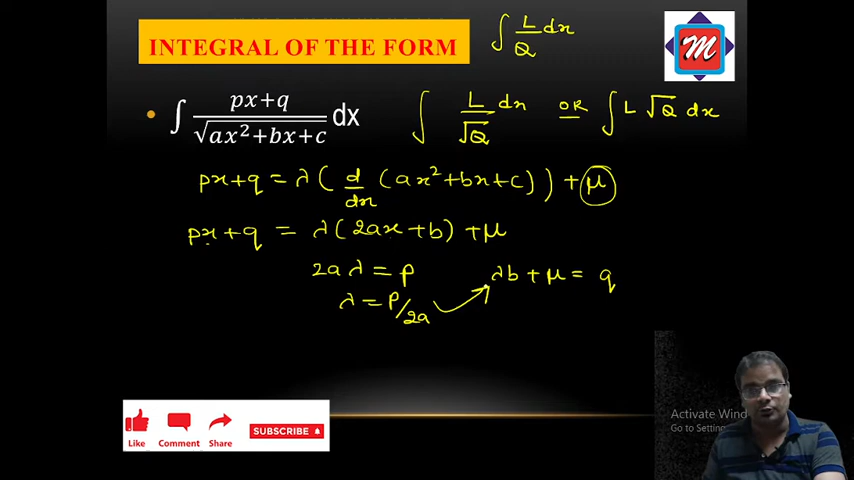 INTEGRAL OF THE FORM
∫ L/Q dx
M
• ∫ (px+q)/√(ax²+bx+c) dx
∫ L/√Q dx OR ∫ L √Q dx
px+q = λ( d/dx (ax²+bx+c) ) + μ
px+q = λ(2ax+b) + μ
2aλ = p
λb + μ = q
λ = P/2a
Like Comment Share SUBSCRIBE
Activate Wind
Go to Setting